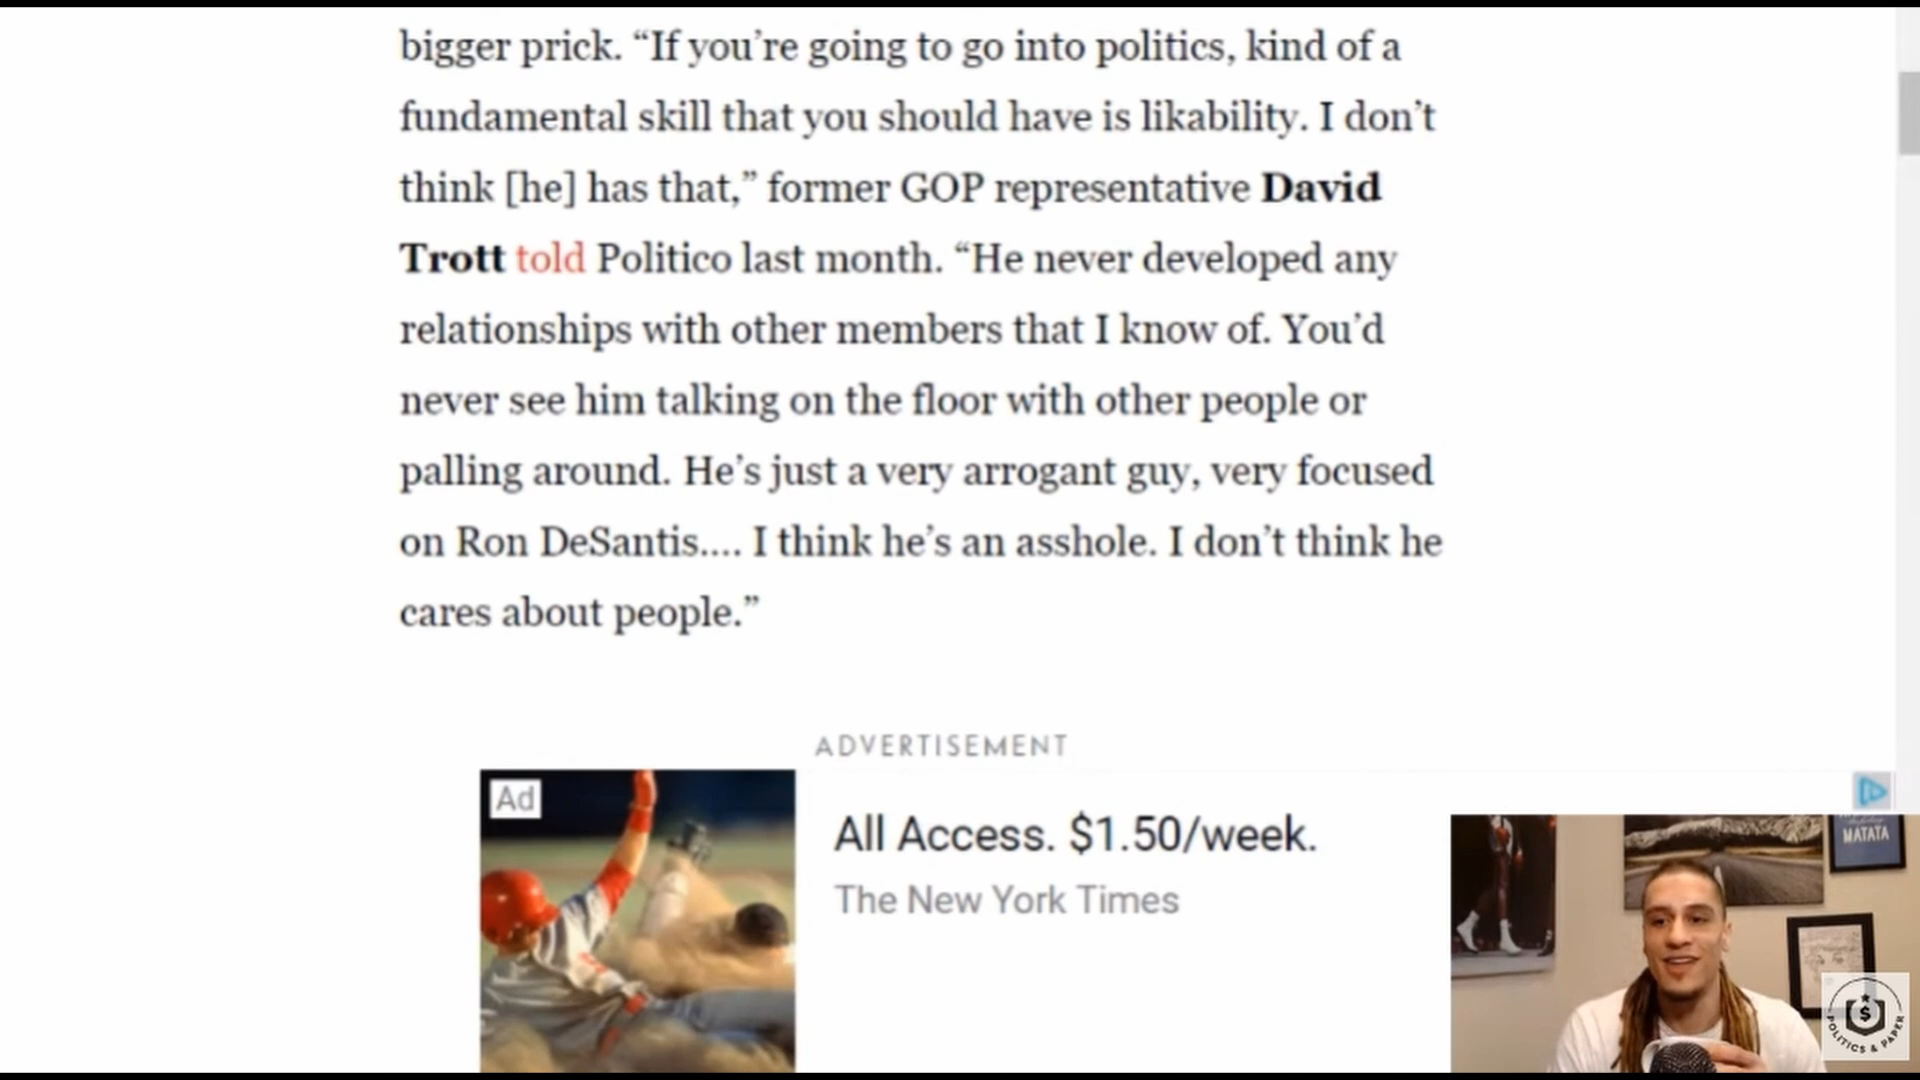 bigger prick. “If you’re going to go into politics, kind of a
fundamental skill that you should have is likability. I don’t
think [he] has that,” former GOP representative David
Trott told Politico last month. “He never developed any
relationships with other members that I know of. You’d
never see him talking on the floor with other people or
palling around. He’s just a very arrogant guy, very focused
on Ron DeSantis.... I think he’s an asshole. I don’t think he
cares about people.”
ADVERTISEMENT
Ad
All Access. $1.50/week.
The New York Times
MATATA
$
POLITICS & PAPER